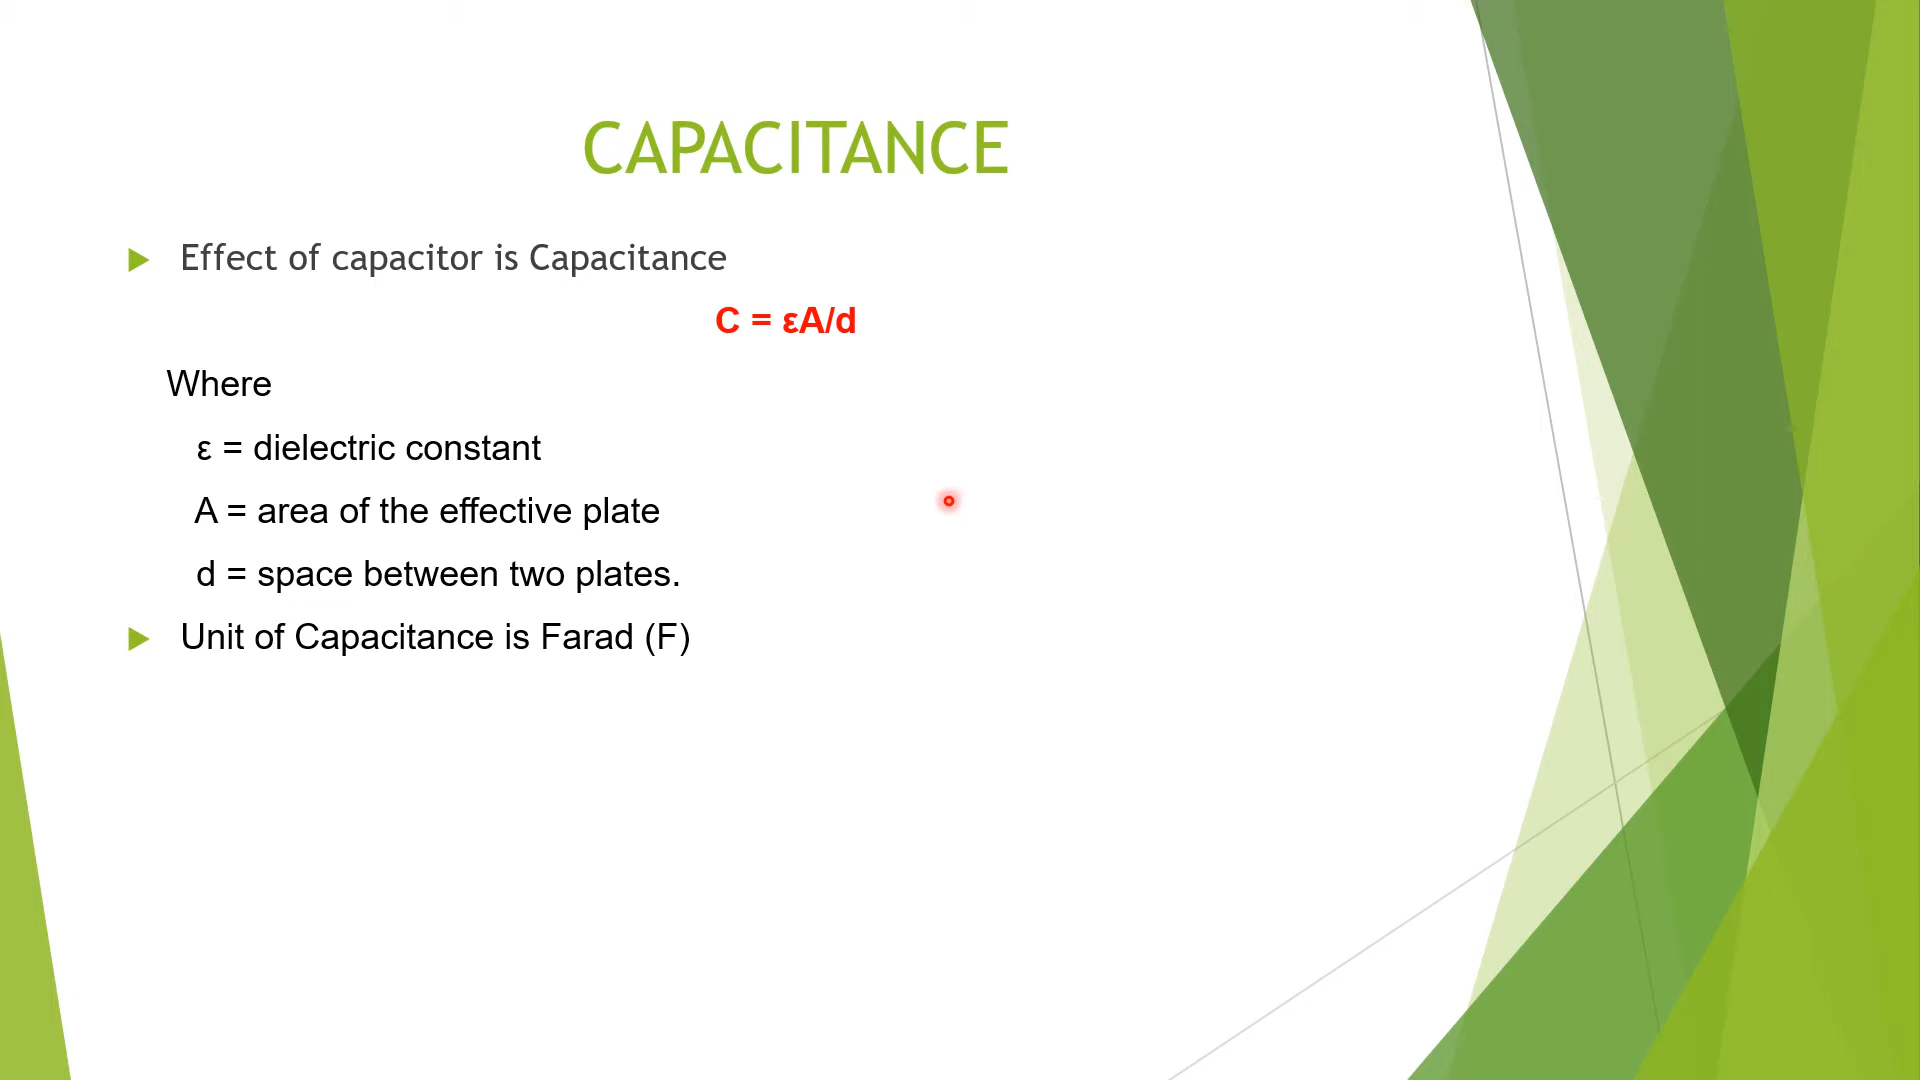 CAPACITANCE
Effect of capacitor is Capacitance
C = εA/d
Where
ε = dielectric constant
A = area of the effective plate
d = space between two plates.
Unit of Capacitance is Farad (F)